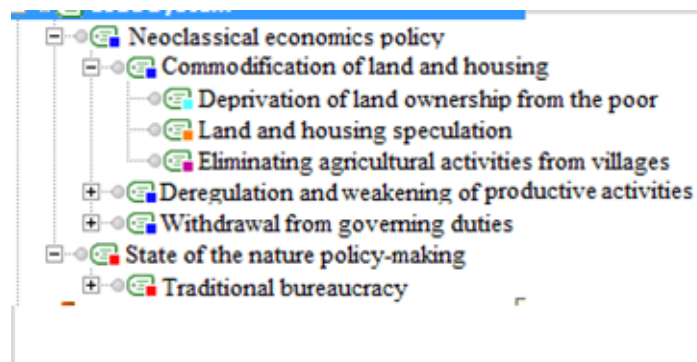 Neoclassical economics policy
Commodification of land and housing
Deprivation of land ownership from the poor
Land and housing speculation
Eliminating agricultural activities from villages
Deregulation and weakening of productive activities
Withdrawal from governing duties
State of the nature policy-making
Traditional bureaucracy